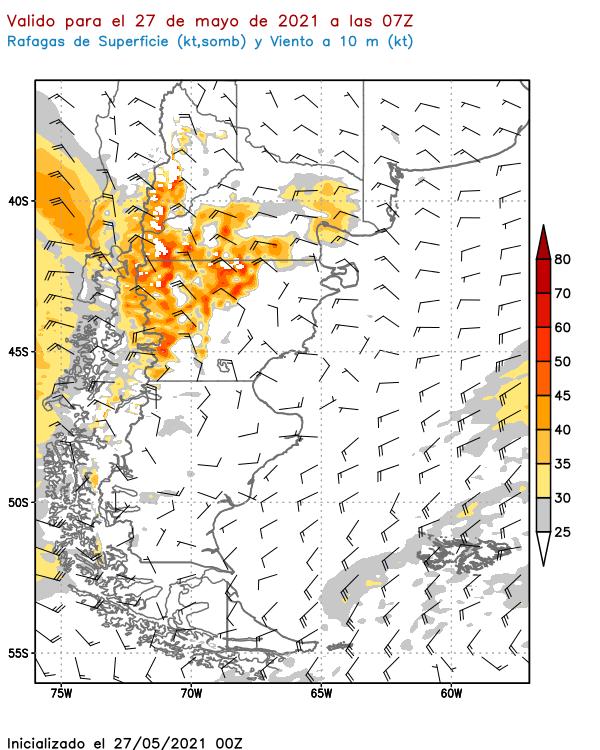 Valido para el 27 de mayo de 2021 a las 07Z
Rafagas de Superficie (kt,somb) y Viento a 10 m (kt)
40S
45S
50S
55S
75W 70W 65W 60W
80
70
60
50
45
40
35
30
25
Inicializado el 27/05/2021 00Z